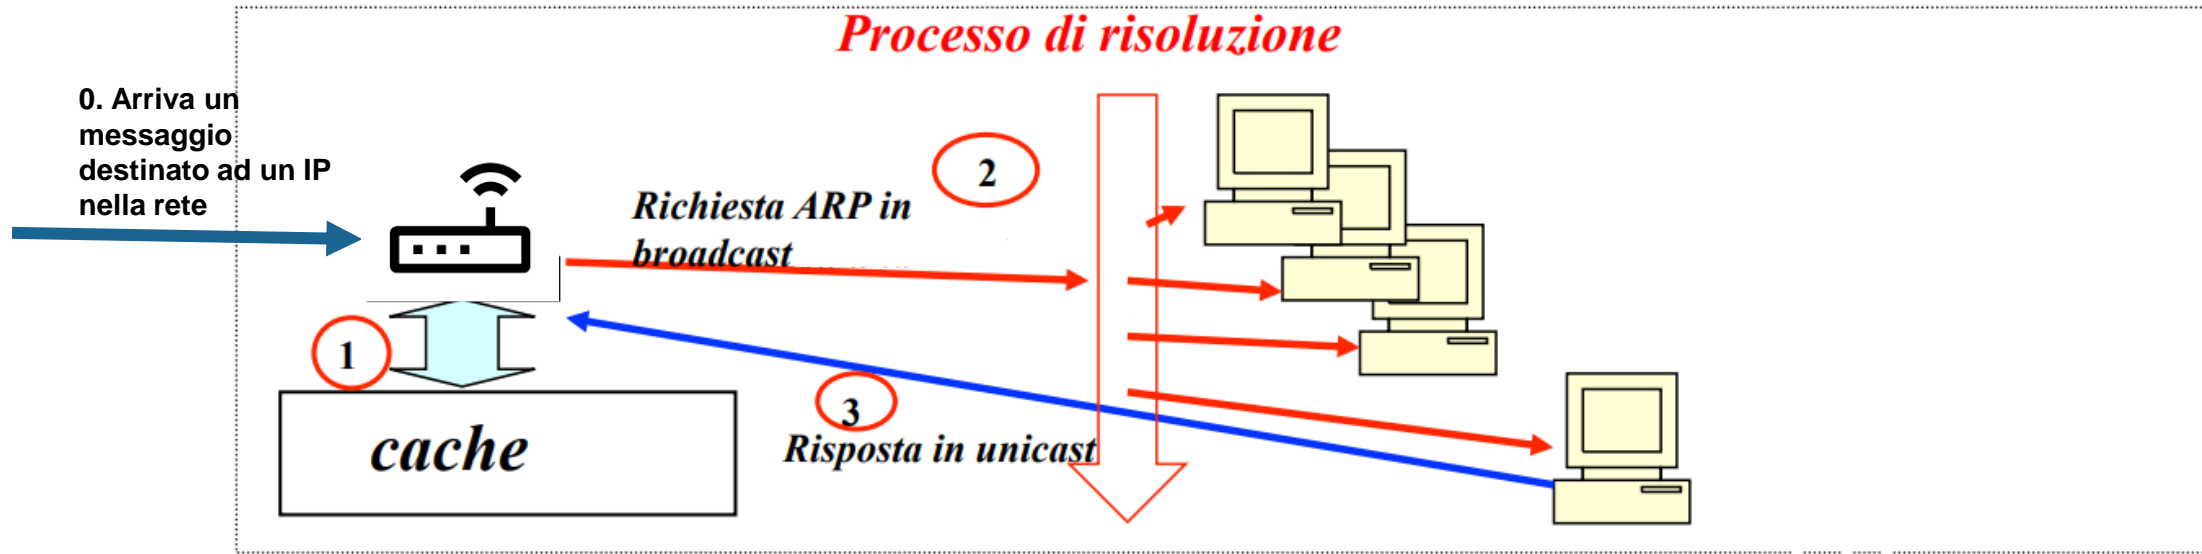 Processo di risoluzione
0. Arriva un
messaggio
destinato ad un IP
nella rete
2
Richiesta ARP in
broadcast
1
3
Risposta in unicast
cache